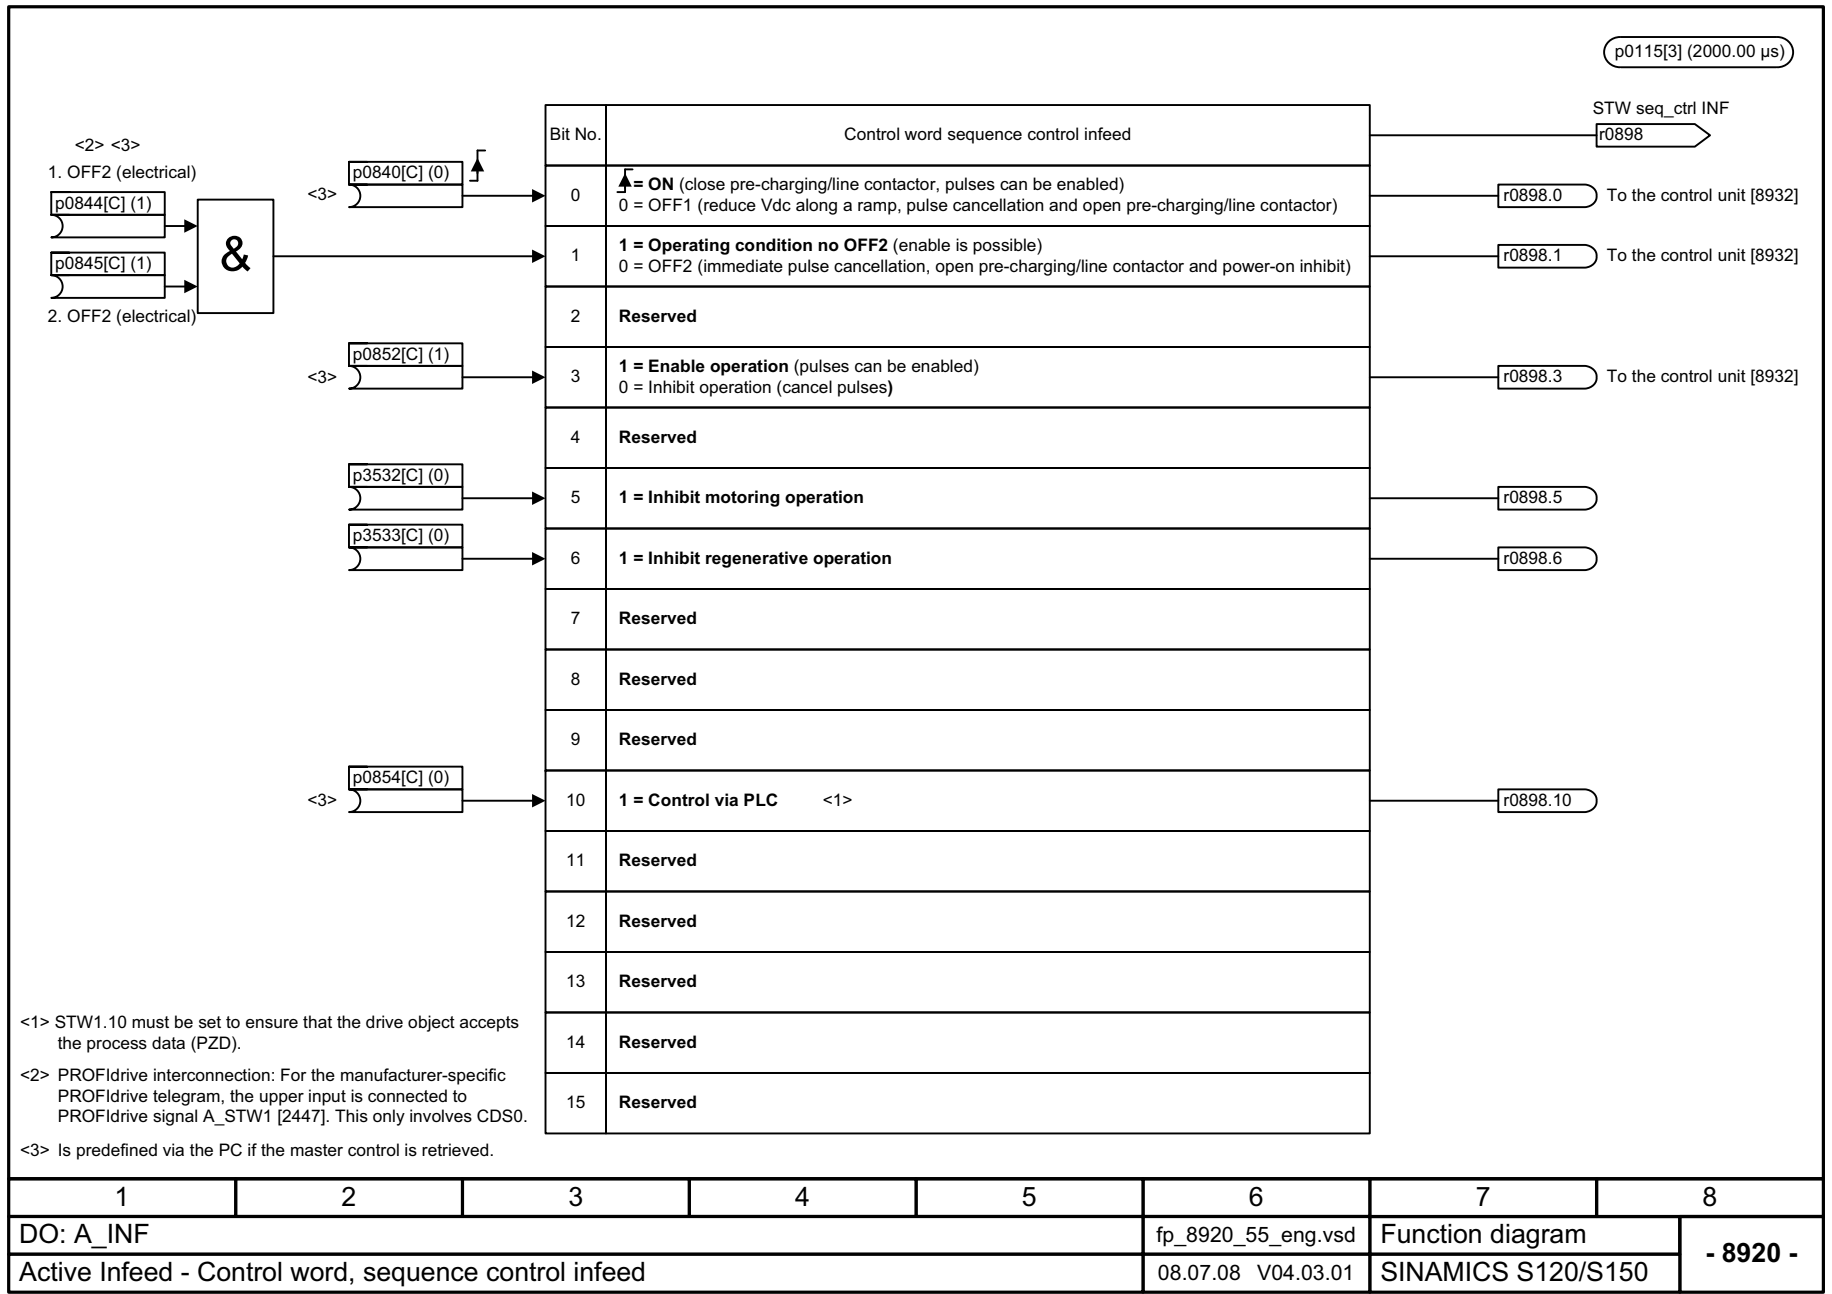 p0115[3] (2000.00 µs)
STW seq_ctrl INF
Bit No. Control word sequence control infeed r0898
<2> <3>
1. OFF2 (electrical)
p0844[C] (1)
&
p0845[C] (1)
2. OFF2 (electrical)
<3> p0840[C] (0) 0 = ON (close pre-charging/line contactor, pulses can be enabled)
0 = OFF1 (reduce Vdc along a ramp, pulse cancellation and open pre-charging/line contactor) r0898.0 To the control unit [8932]
1 1 = Operating condition no OFF2 (enable is possible)
0 = OFF2 (immediate pulse cancellation, open pre-charging/line contactor and power-on inhibit) r0898.1 To the control unit [8932]
2 Reserved
<3> p0852[C] (1) 3 1 = Enable operation (pulses can be enabled)
0 = Inhibit operation (cancel pulses) r0898.3 To the control unit [8932]
4 Reserved
p3532[C] (0) 5 1 = Inhibit motoring operation r0898.5
p3533[C] (0) 6 1 = Inhibit regenerative operation r0898.6
7 Reserved
8 Reserved
9 Reserved
<3> p0854[C] (0) 10 1 = Control via PLC <1> r0898.10
11 Reserved
12 Reserved
13 Reserved
14 Reserved
15 Reserved
<1> STW1.10 must be set to ensure that the drive object accepts
the process data (PZD).
<2> PROFIdrive interconnection: For the manufacturer-specific
PROFIdrive telegram, the upper input is connected to
PROFIdrive signal A_STW1 [2447]. This only involves CDS0.
<3> Is predefined via the PC if the master control is retrieved.
1 2 3 4 5 6 7 8
DO: A_INF fp_8920_55_eng.vsd Function diagram
- 8920 -
Active Infeed - Control word, sequence control infeed 08.07.08 V04.03.01 SINAMICS S120/S150